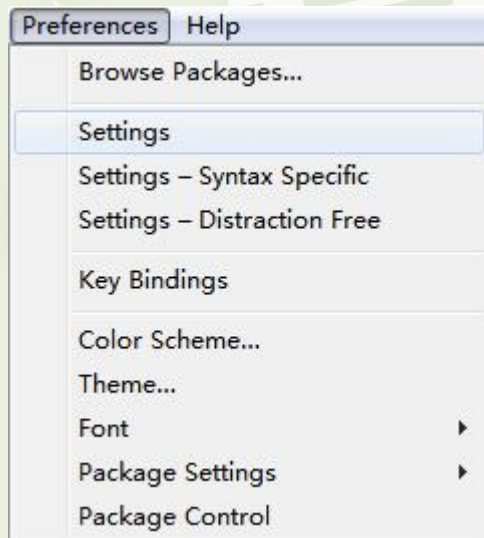 Preferences Help
Browse Packages...
Settings
Settings – Syntax Specific
Settings – Distraction Free
Key Bindings
Color Scheme...
Theme...
Font
Package Settings
Package Control